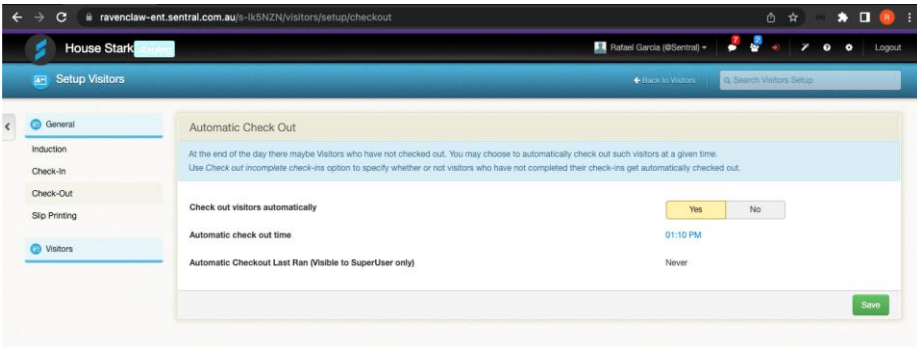 ravenclaw-ent.sentral.com.au/s-Ik5NZN/visitors/setup/checkout
R
House Stark staging
Rafael Garcia (@Sentral)
7
2
Logout
Setup Visitors
Back to Visitors
Search Visitors Setup
General
Induction
Check-In
Check-Out
Slip Printing
Visitors
Automatic Check Out
At the end of the day there maybe Visitors who have not checked out. You may choose to automatically check out such visitors at a given time.
Use Check out incomplete check-ins option to specify whether or not visitors who have not completed their check-ins get automatically checked out.
Check out visitors automatically
Yes
No
Automatic check out time
01:10 PM
Automatic Checkout Last Ran (Visible to SuperUser only)
Never
Save